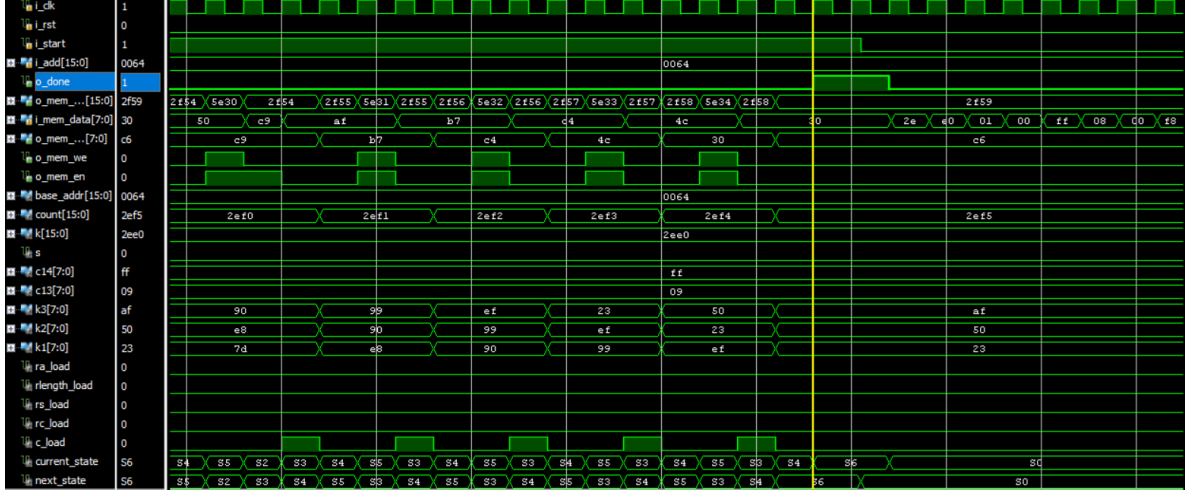 i_clk 1
i_rst 0
i_start 1
i_add[15:0] 0064 0064
o_done 1
o_mem_...[15:0] 2f59 2f54 5e30 2f54 2f55 5e31 2f55 2f56 5e32 2f56 2f57 5e33 2f57 2f58 5e34 2f58 2f59
i_mem_data[7:0] 30 50 c9 af b7 c4 4c 30 2e e0 01 00 ff 08 00 f8
o_mem_...[7:0] c6 c9 b7 c4 4c 30 c6
o_mem_we 0
o_mem_en 0
base_addr[15:0] 0064 0064
count[15:0] 2ef5 2ef0 2ef1 2ef2 2ef3 2ef4 2ef5
k[15:0] 2ee0 2ee0
s 0
c14[7:0] ff ff
c13[7:0] 09 09
k3[7:0] af 90 99 ef 23 50 af
k2[7:0] 50 e8 90 99 ef 23 50
k1[7:0] 23 7d e8 90 99 ef 23
ra_load 0
rlength_load 0
rs_load 0
rc_load 0
c_load 0
current_state S6 S4 S5 S2 S3 S4 S5 S3 S4 S5 S3 S4 S5 S3 S4 S5 S3 S4 S6 S0
next_state S6 S5 S2 S3 S4 S5 S3 S4 S5 S3 S4 S5 S3 S4 S5 S3 S4 S6 S0